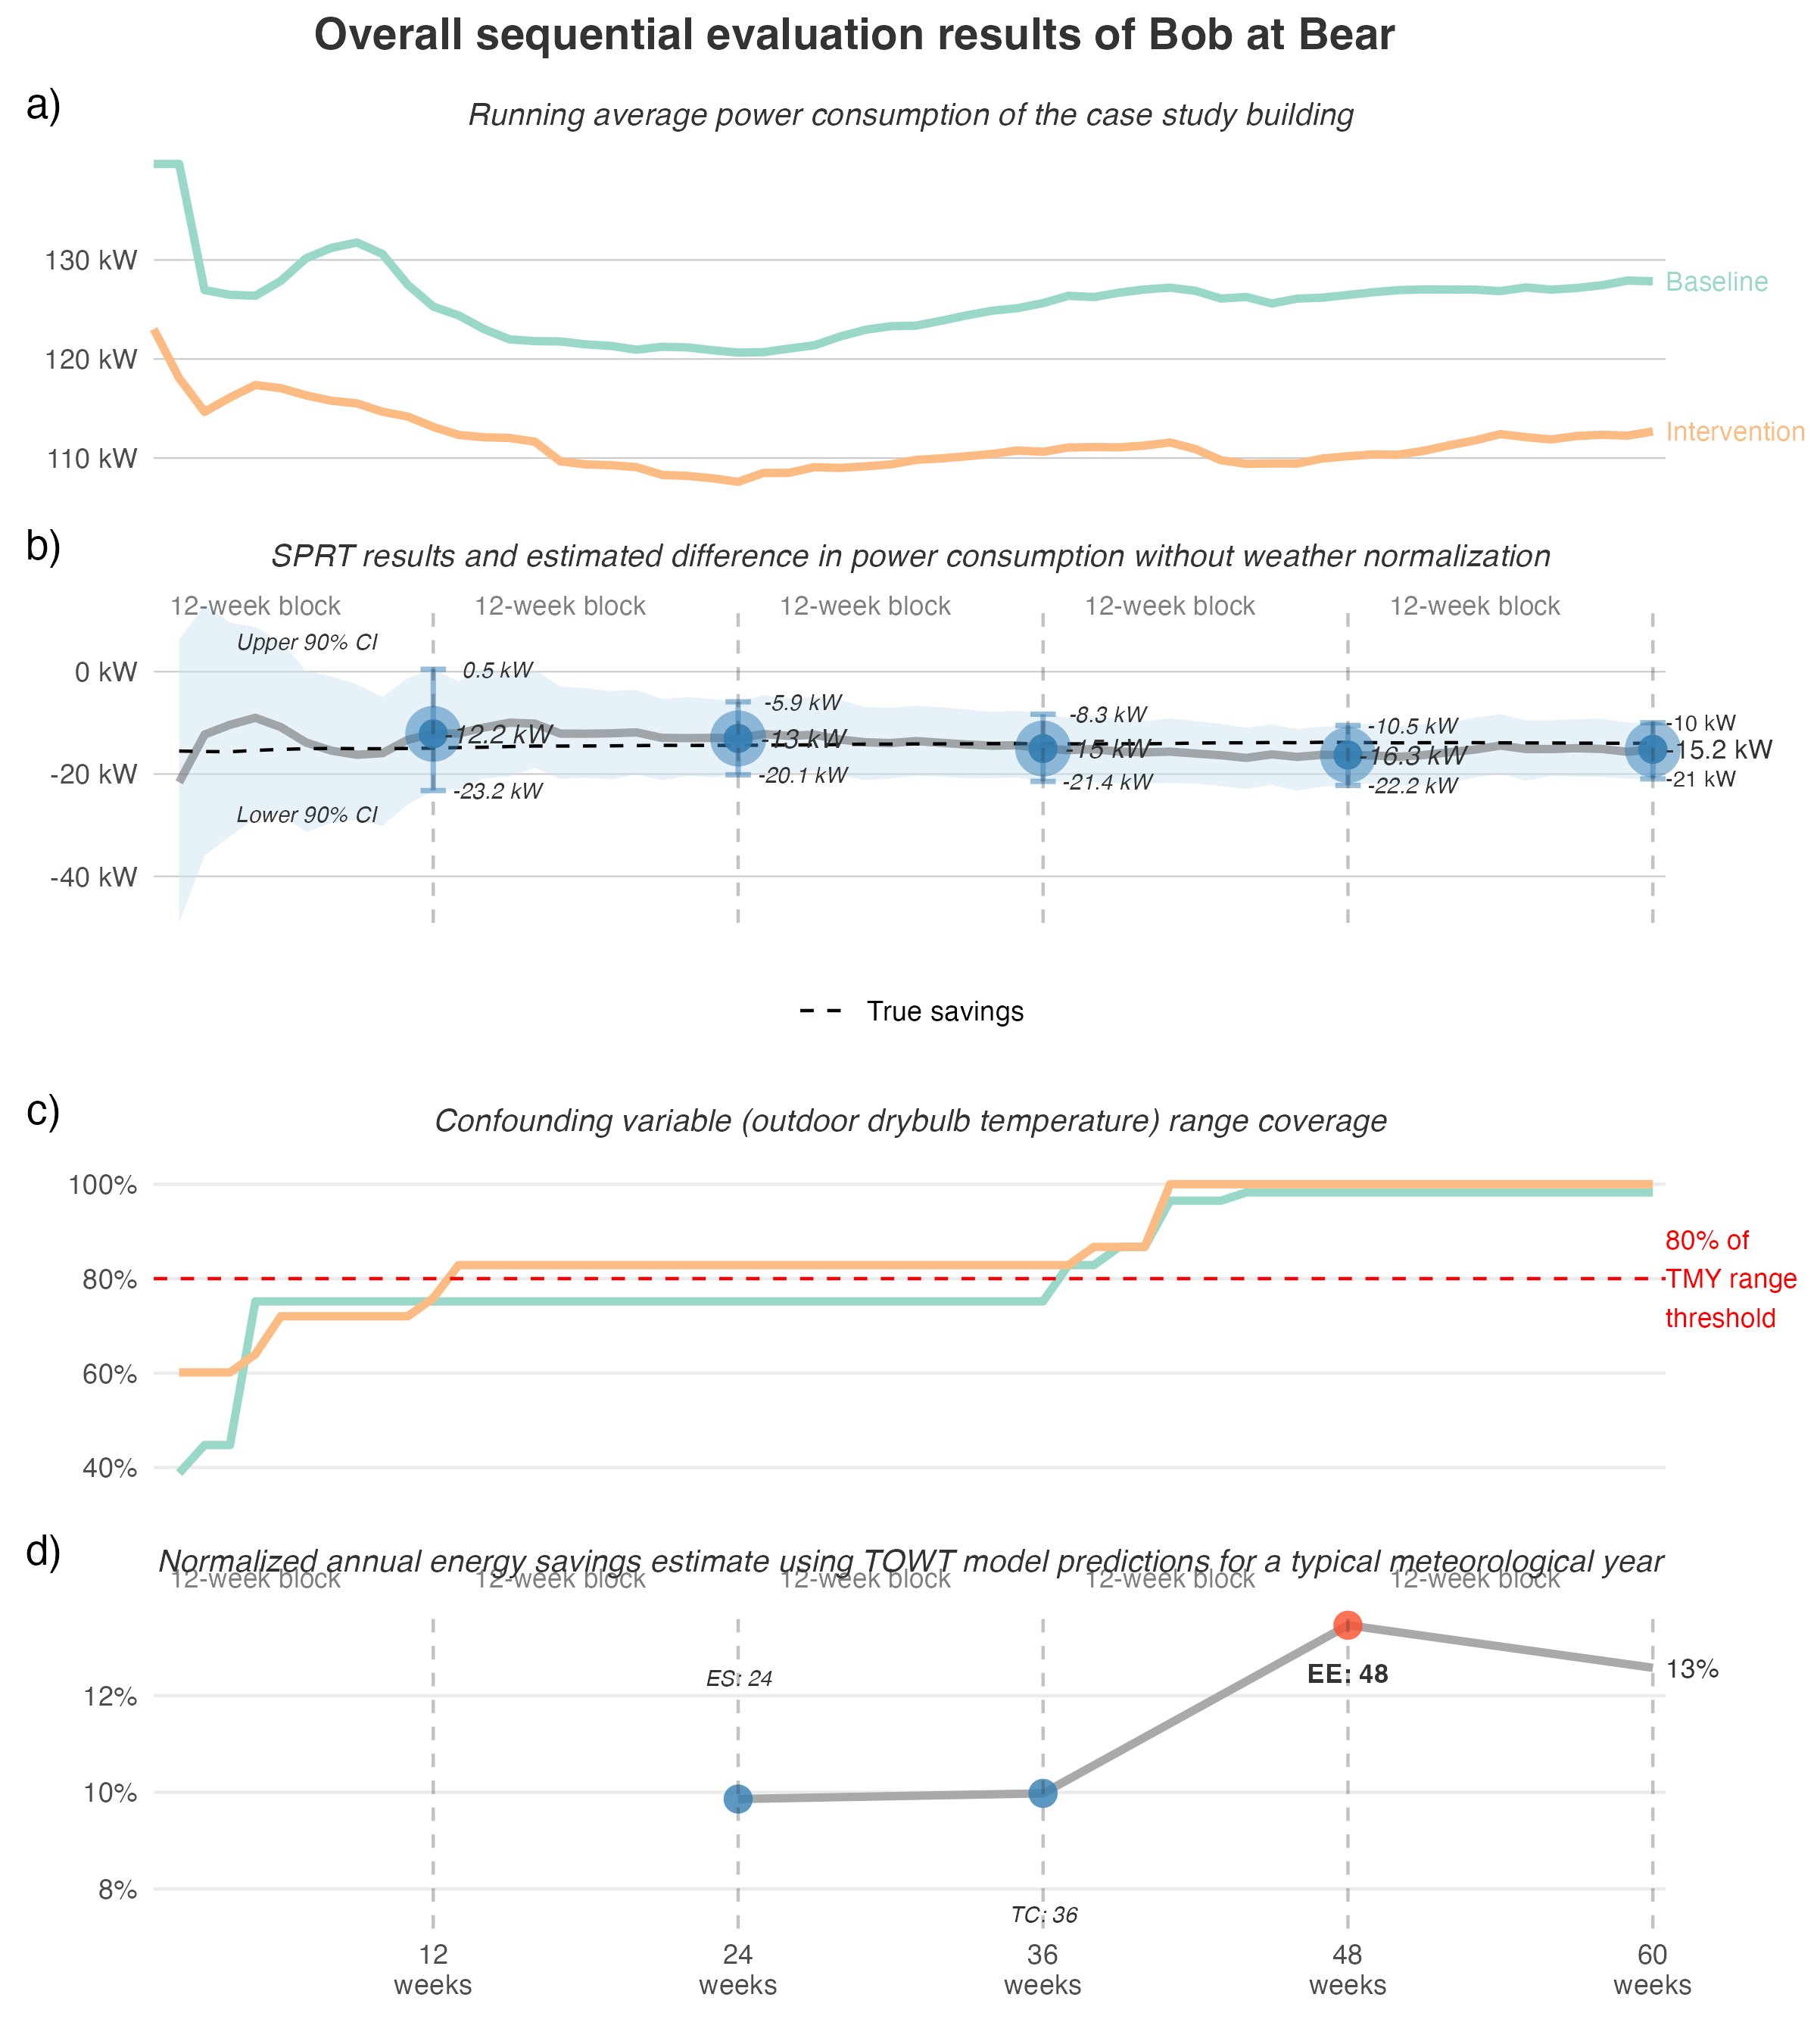 Overall sequential evaluation results of Bob at Bear
a)
Running average power consumption of the case study building
130 kW
120 kW
110 kW
Baseline
Intervention
b)
SPRT results and estimated difference in power consumption without weather normalization
12-week block 12-week block 12-week block 12-week block 12-week block
Upper 90% CI
Lower 90% CI
0 kW
-20 kW
-40 kW
0.5 kW
-12.2 kW
-23.2 kW
-5.9 kW
-13 kW
-20.1 kW
-8.3 kW
-15 kW
-21.4 kW
-10.5 kW
-16.3 kW
-22.2 kW
-10 kW
-15.2 kW
-21 kW
True savings
c)
Confounding variable (outdoor drybulb temperature) range coverage
100%
80%
60%
40%
80% of
TMY range
threshold
d)
Normalized annual energy savings estimate using TOWT model predictions for a typical meteorological year
12-week block 12-week block 12-week block 12-week block 12-week block
12%
10%
8%
ES: 24
TC: 36
EE: 48
13%
12
weeks
24
weeks
36
weeks
48
weeks
60
weeks